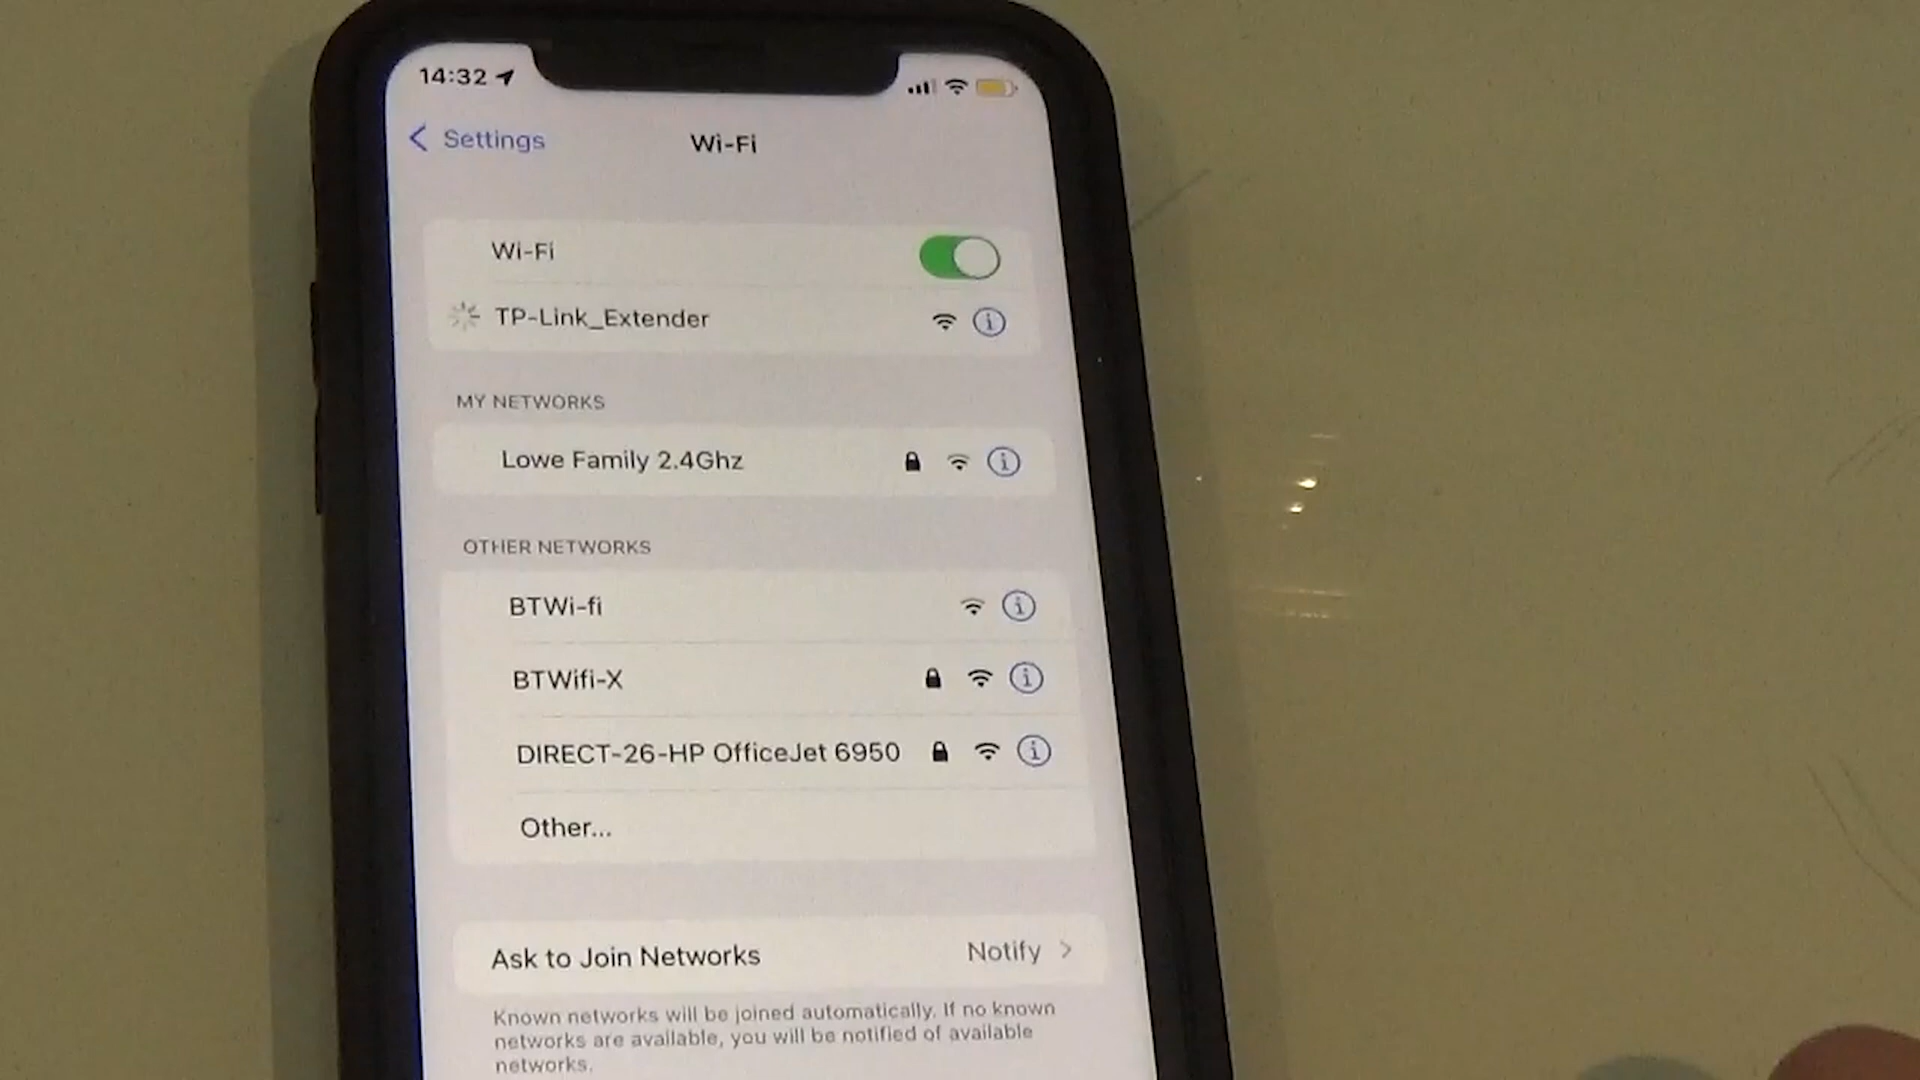 14:32
Settings
Wi-Fi
Wi-Fi
TP-Link_Extender
MY NETWORKS
Lowe Family 2.4Ghz
OTHER NETWORKS
BTWi-fi
BTWifi-X
DIRECT-26-HP OfficeJet 6950
Other...
Ask to Join Networks Notify
Known networks will be joined automatically. If no known
networks are available, you will be notified of available
networks.